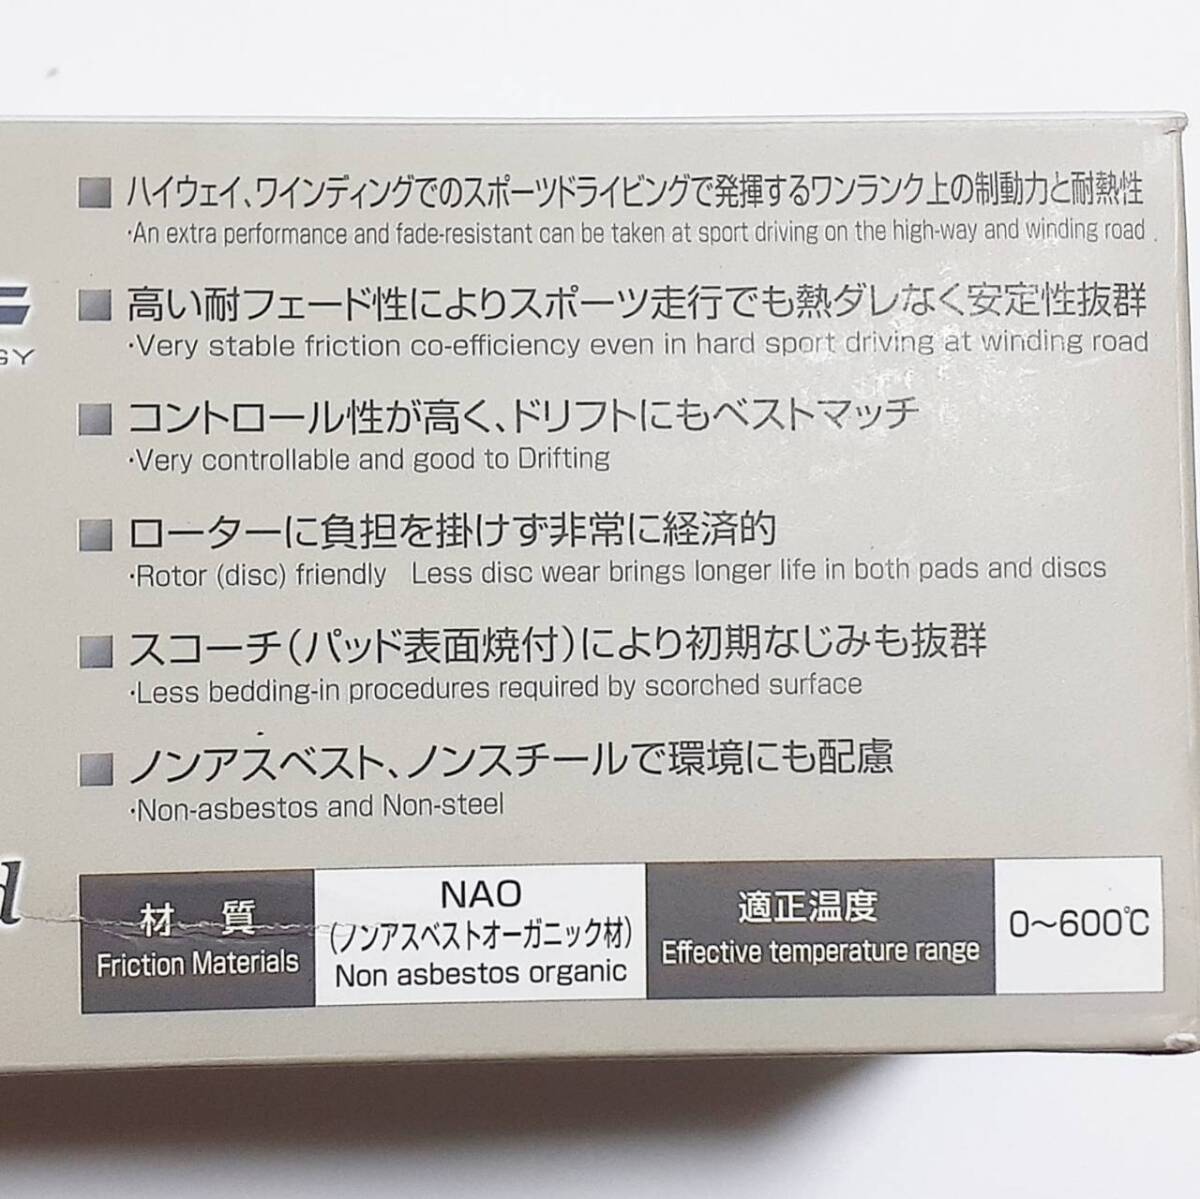 ハイウェイ、ワインディングでのスポーツドライビングで発揮するワンランク上の制動力と耐熱性
・An extra performance and fade-resistant can be taken at sport driving on the high-way and winding road .
高い耐フェード性によりスポーツ走行でも熱ダレなく安定性抜群
・Very stable friction co-efficiency even in hard sport driving at winding road
コントロール性が高く、ドリフトにもベストマッチ
・Very controllable and good to Drifting
ローターに負担を掛けず非常に経済的
・Rotor (disc) friendly Less disc wear brings longer life in both pads and discs
スコーチ(パッド表面焼付)により初期なじみも抜群
・Less bedding-in procedures required by scorched surface
ノンアスベスト、ノンスチールで環境にも配慮
・Non-asbestos and Non-steel
材 質
Friction Materials
NAO
(ノンアスベストオーガニック材)
Non asbestos organic
適正温度
Effective temperature range
0〜600℃